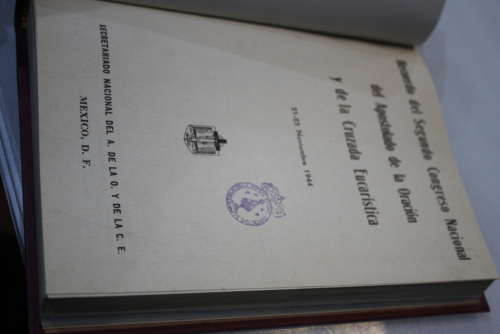 Recuerdo del Segundo Congreso Nacional
del Apostolado de la Oración
y de la Cruzada Eucarística
21-25 Noviembre 1944
SECRETARIADO NACIONAL DEL A. DE LA O. Y DE LA C. E.
MEXICO, D. F.